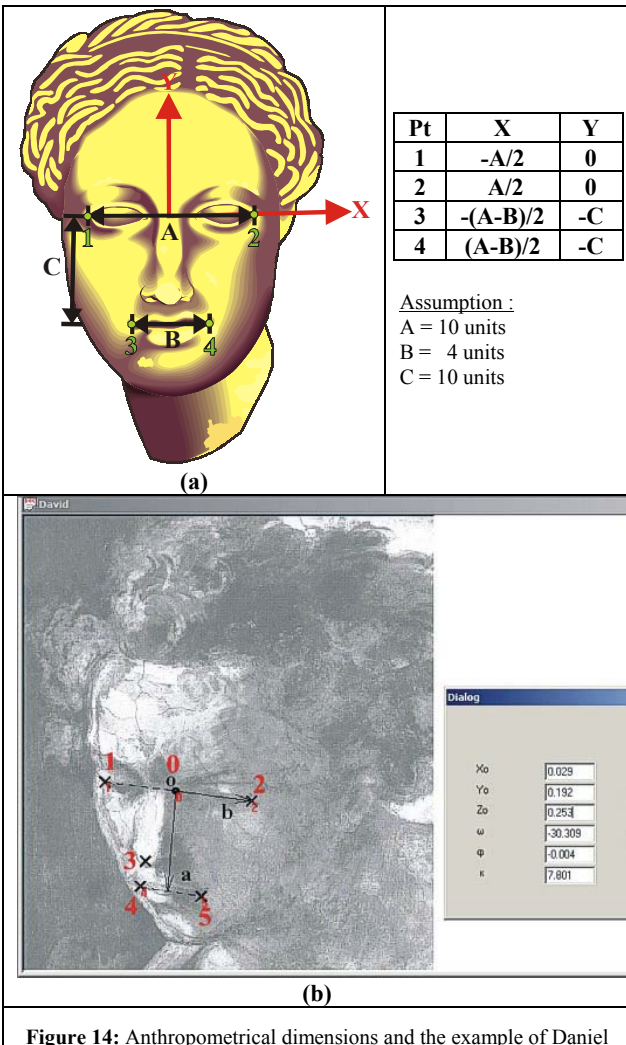 Y
X
1
A
2
C
3
B
4
(a)
Pt X Y
1 -A/2 0
2 A/2 0
3 -(A-B)/2 -C
4 (A-B)/2 -C
Assumption :
A = 10 units
B = 4 units
C = 10 units
David
1
0
o
2
b
3
a
4
5
Dialog
Xo 0.029
Yo 0.192
Zo 0.253
ω -30.309
φ -0.004
κ 7.801
(b)
Figure 14: Anthropometrical dimensions and the example of Daniel